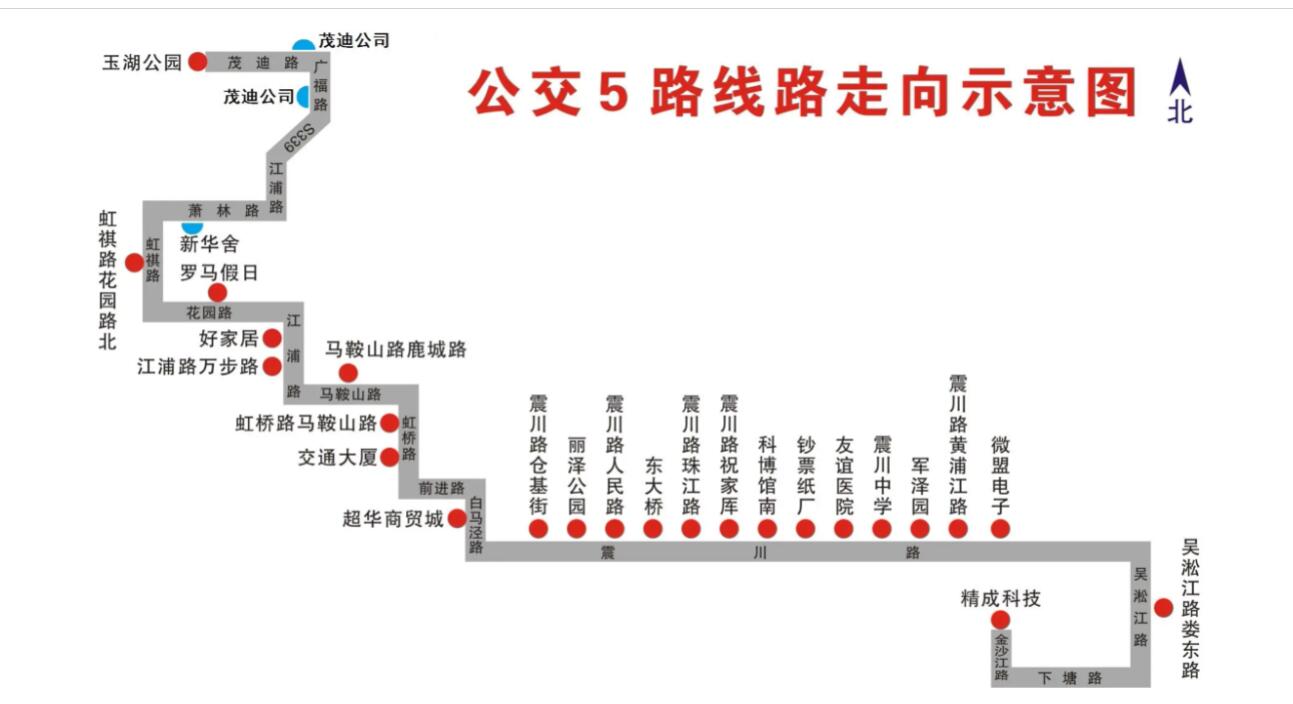 公交5路线路走向示意图
北
茂迪公司
玉湖公园
茂迪路
广福路
茂迪公司
S339
江浦路
萧林路
新华舍
虹祺路
虹祺路花园路北
罗马假日
花园路
江浦路
好家居
江浦路万步路
马鞍山路鹿城路
马鞍山路
虹桥路马鞍山路
虹桥路
交通大厦
前进路
白马泾路
超华商贸城
震川路仓基街
丽泽公园
震川路人民路
东大桥
震川路珠江路
震川路祝家厍
科博馆南
钞票纸厂
友谊医院
震川中学
军泽园
震川路黄浦江路
微盟电子
震川路
吴淞江路
吴淞江路娄东路
精成科技
金沙江路
下塘路